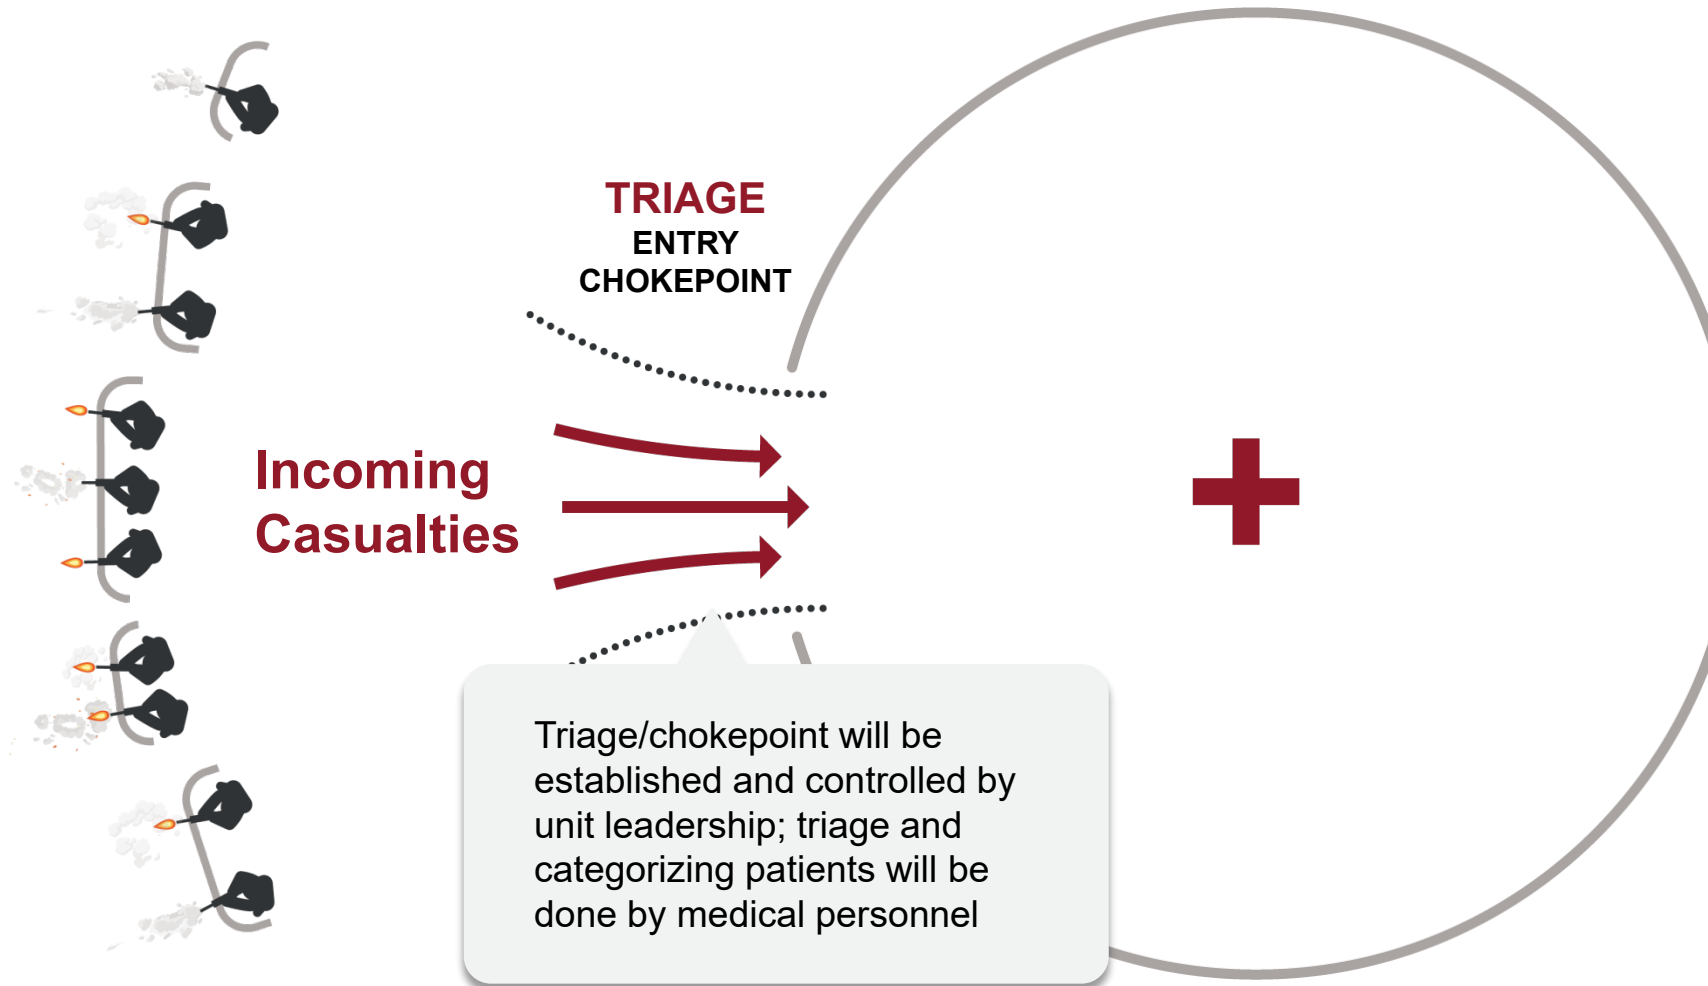 TRIAGE
ENTRY
CHOKEPOINT
Incoming
Casualties
Triage/chokepoint will be
established and controlled by
unit leadership; triage and
categorizing patients will be
done by medical personnel